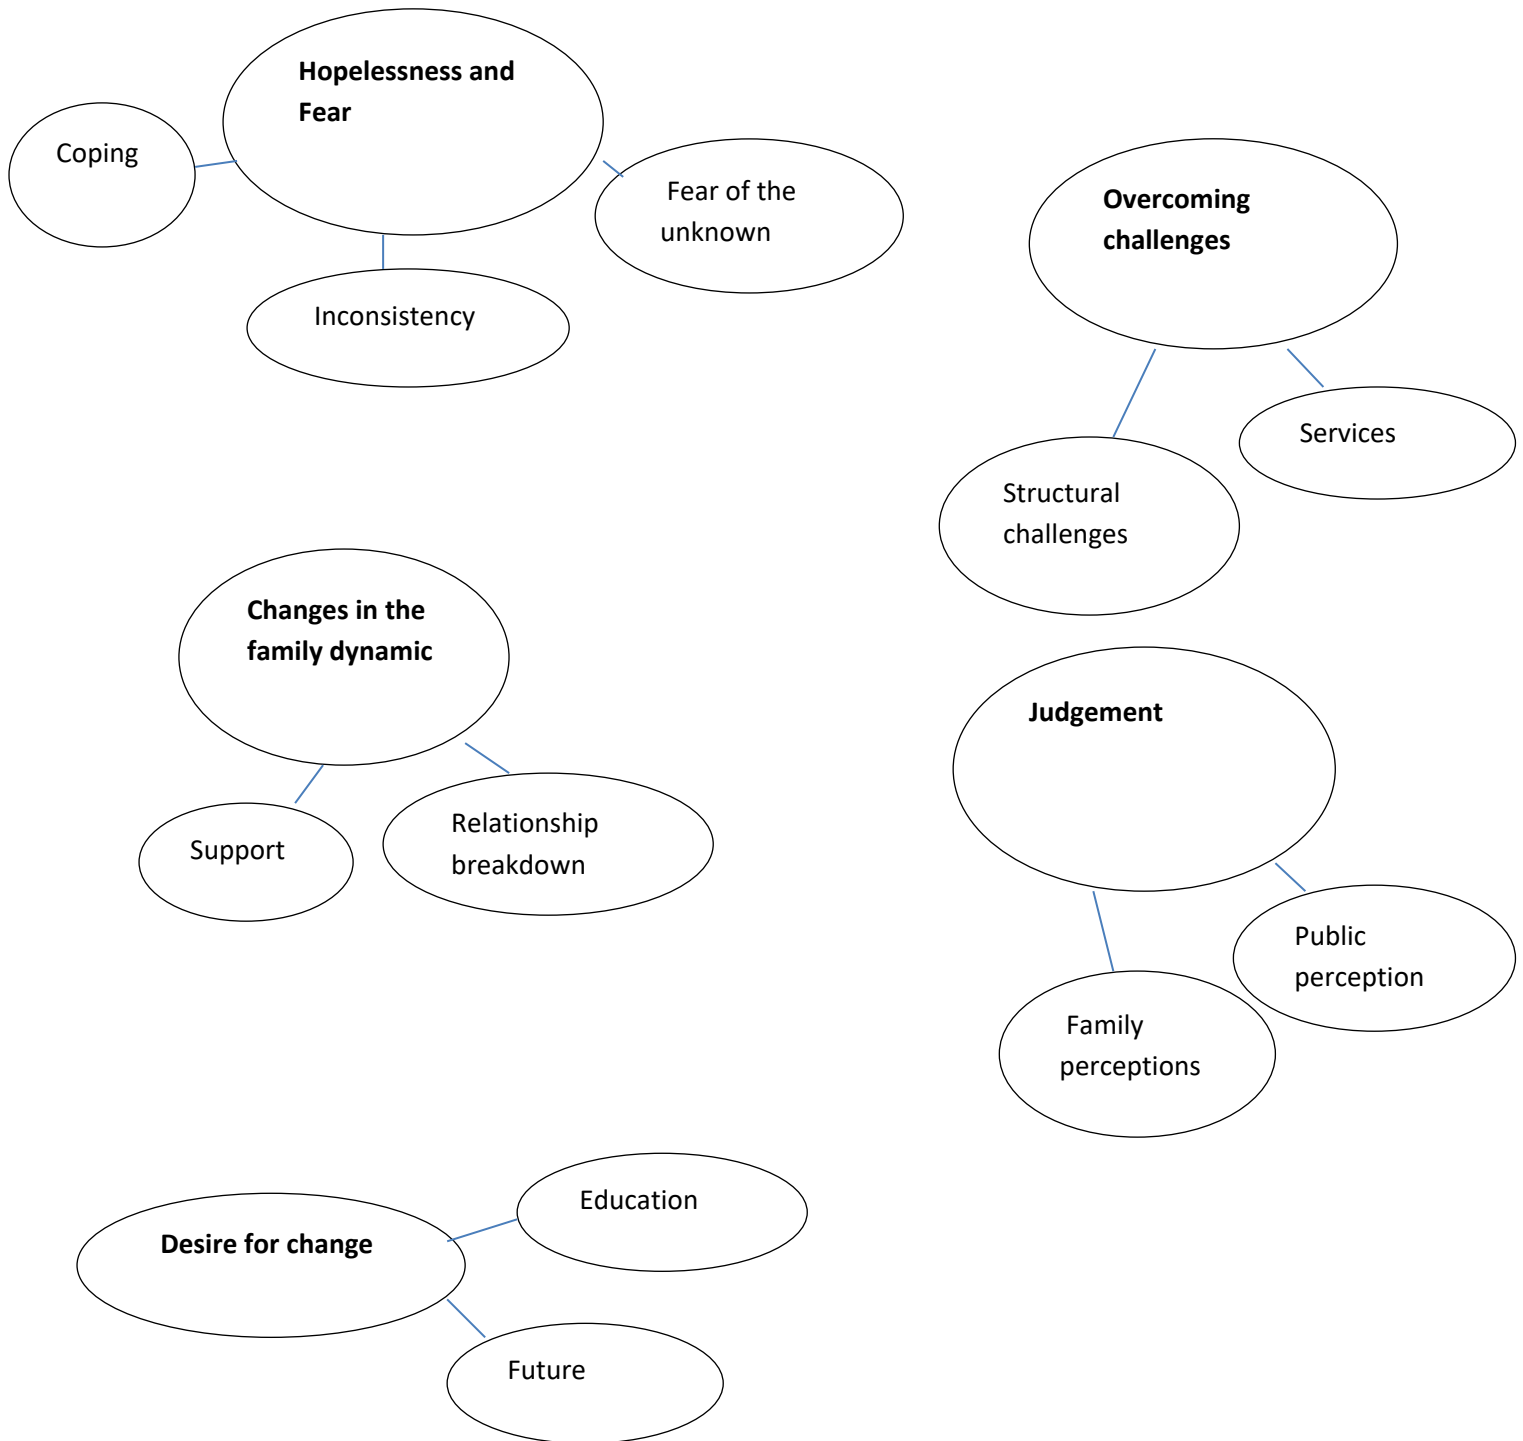 Hopelessness and
Fear
Coping
Fear of the
unknown
Inconsistency
Overcoming
challenges
Services
Structural
challenges
Changes in the
family dynamic
Support
Relationship
breakdown
Judgement
Public
perception
Family
perceptions
Desire for change
Education
Future